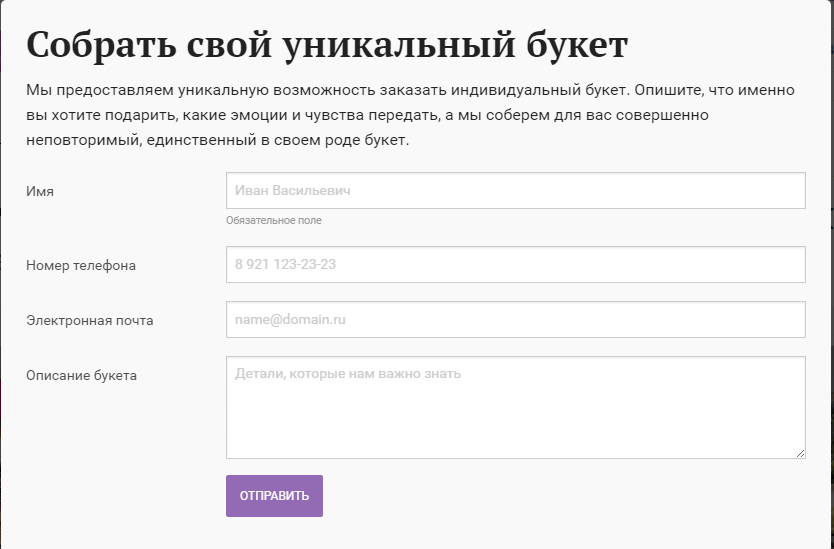 Собрать свой уникальный букет
Мы предоставляем уникальную возможность заказать индивидуальный букет. Опишите, что именно
вы хотите подарить, какие эмоции и чувства передать, а мы соберем для вас совершенно
неповторимый, единственный в своем роде букет.
Имя
Иван Васильевич
Обязательное поле
Номер телефона
8 921 123-23-23
Электронная почта
name@domain.ru
Описание букета
Детали, которые нам важно знать
ОТПРАВИТЬ